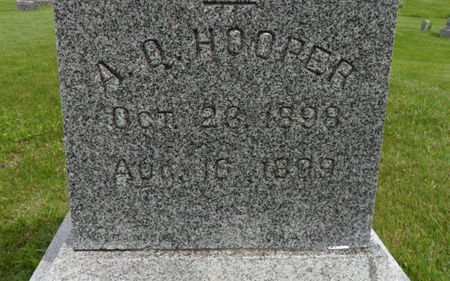 A. Q. HOOPER
OCT. 26, 1898
AUG. 16, 1899